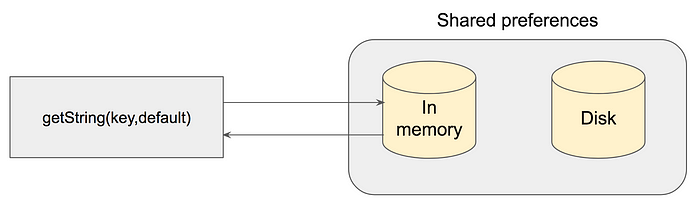 Shared preferences
getString(key,default)
In
memory
Disk